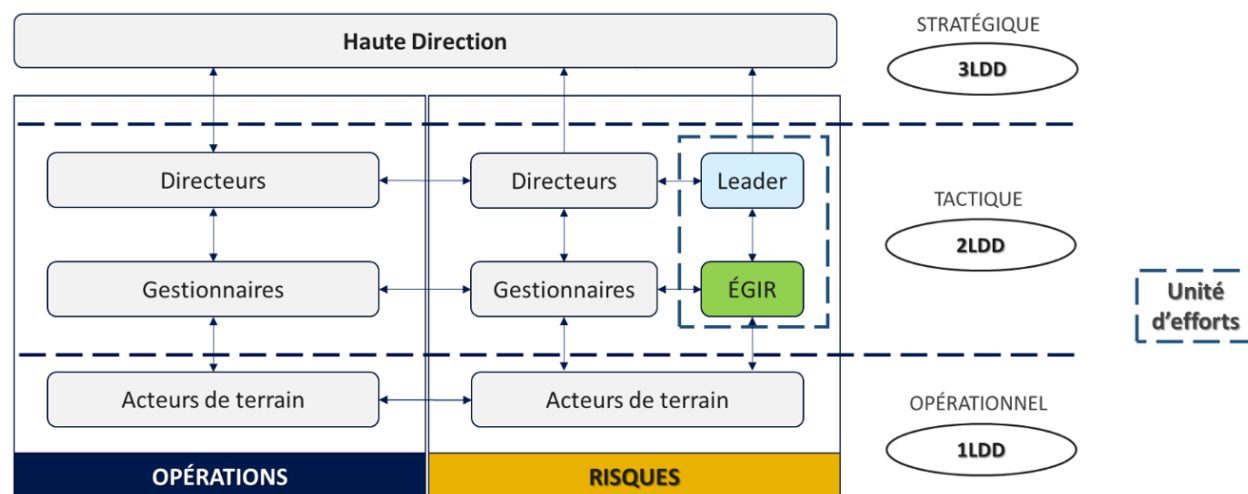 STRATÉGIQUE
Haute Direction
3LDD
Directeurs
Directeurs
Leader
TACTIQUE
2LDD
Gestionnaires
Gestionnaires
ÉGIR
Unité
d'efforts
Acteurs de terrain
Acteurs de terrain
OPÉRATIONNEL
1LDD
OPÉRATIONS
RISQUES